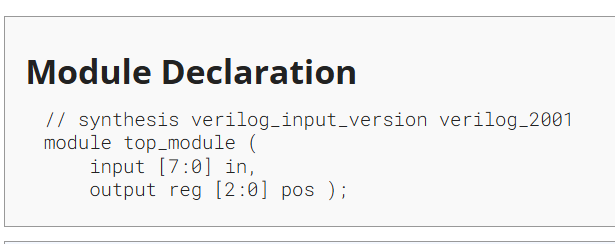 Module Declaration
// synthesis verilog_input_version verilog_2001
module top_module (
    input [7:0] in,
    output reg [2:0] pos );